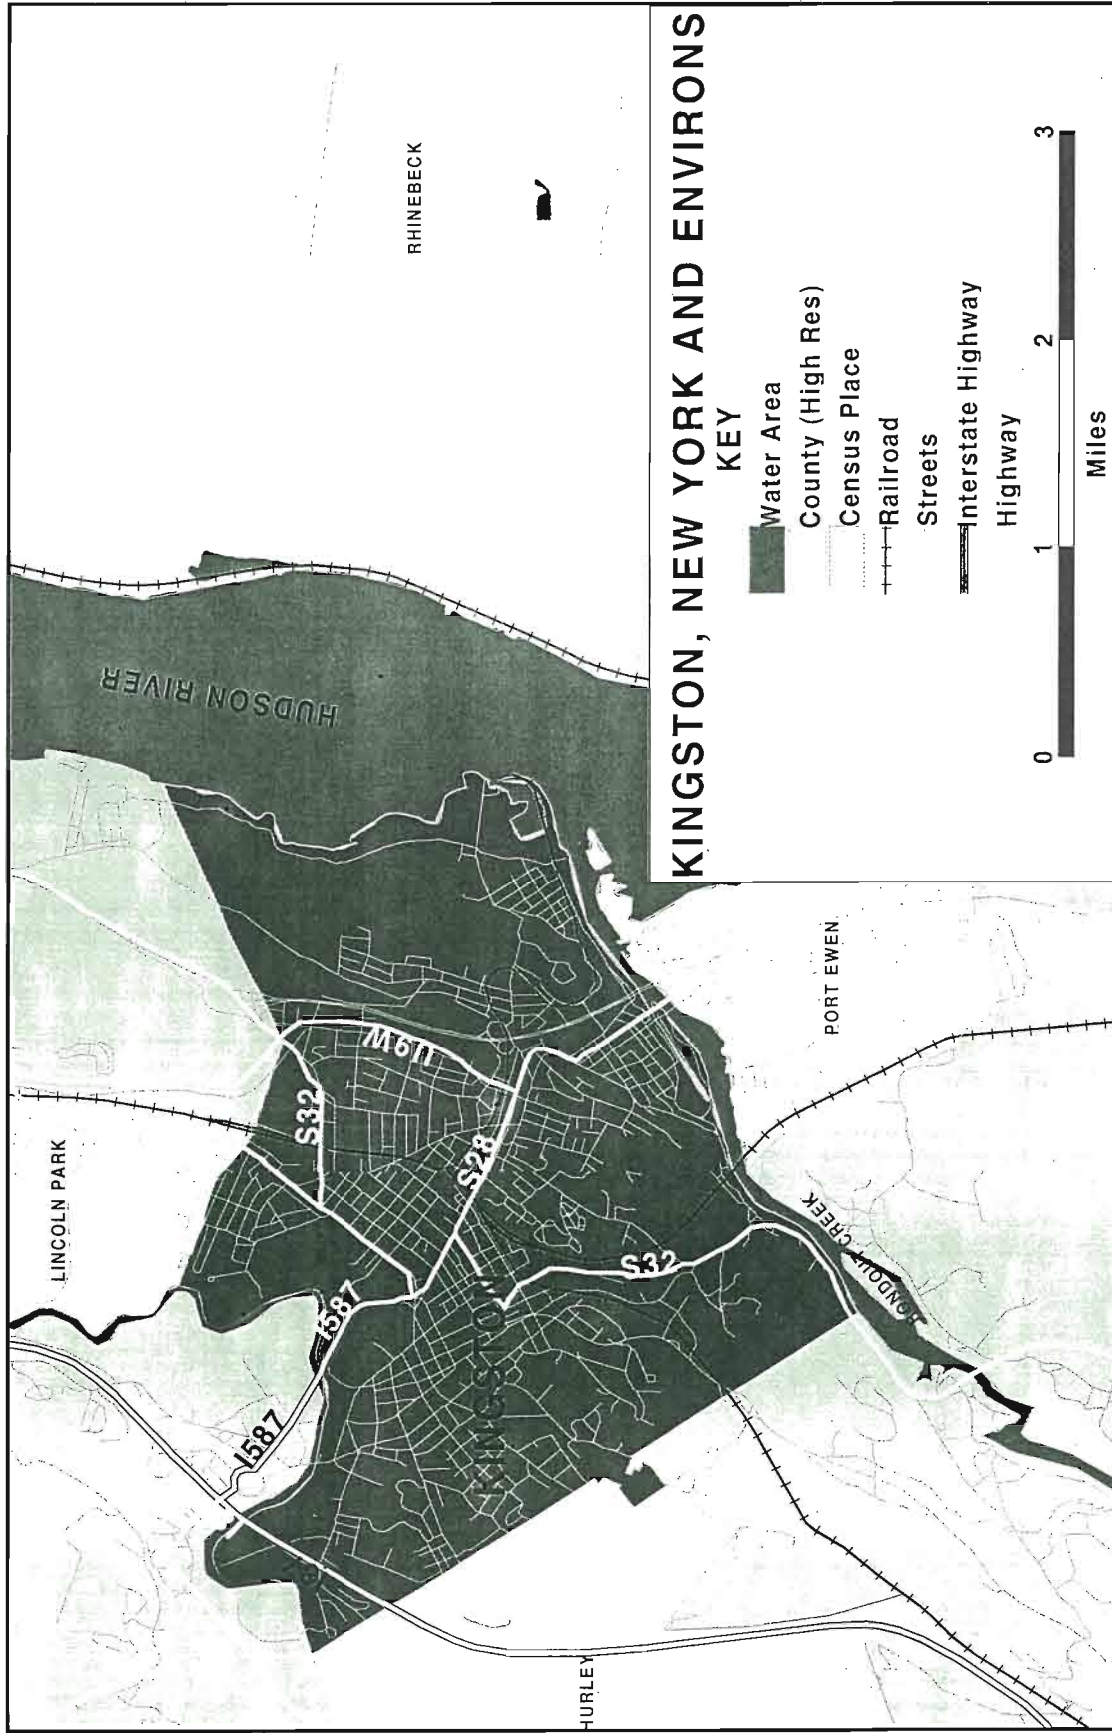 LINCOLN PARK
RHINEBECK
HUDSON RIVER
U9W
S32
I587
I587
S28
KINGSTON
S32
HURLEY
RONDOUT CREEK
PORT EWEN
KINGSTON, NEW YORK AND ENVIRONS
KEY
Water Area
County (High Res)
Census Place
Railroad
Streets
Interstate Highway
Highway
0 1 2 3
Miles